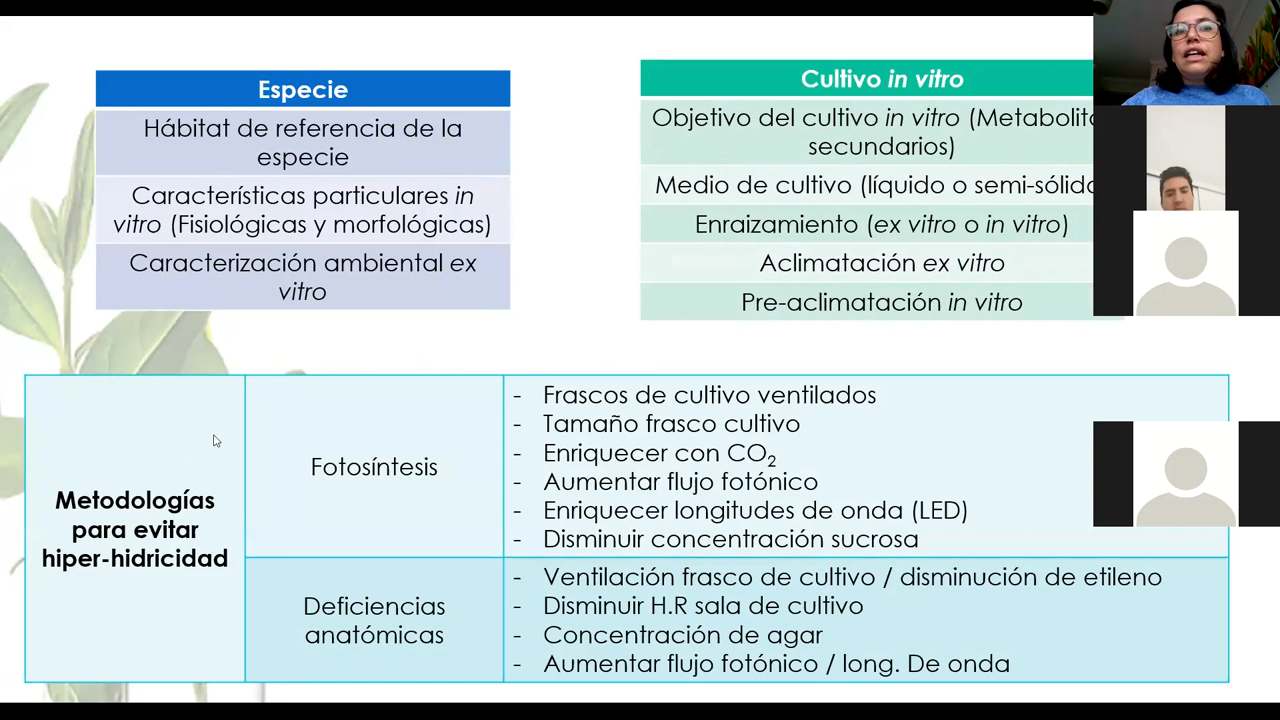 Especie
Hábitat de referencia de la
especie
Características particulares in
vitro (Fisiológicas y morfológicas)
Caracterización ambiental ex
vitro
Cultivo in vitro
Objetivo del cultivo in vitro
secundarios)
Medio de cultivo (líquido o
Enraizamiento (ex vitro o in vitro)
Aclimatación ex vitro
Pre-aclimatación in vitro
Metodologías
para evitar
hiper-hidricidad
Fotosíntesis
- Frascos de cultivo ventilados
- Tamaño frasco cultivo
- Enriquecer con CO₂
- Aumentar flujo fotónico
- Enriquecer longitudes de onda (LED)
- Disminuir concentración sucrosa
Deficiencias
anatómicas
- Ventilación frasco de cultivo / disminución de etileno
- Disminuir H.R sala de cultivo
- Concentración de agar
- Aumentar flujo fotónico / long. De onda